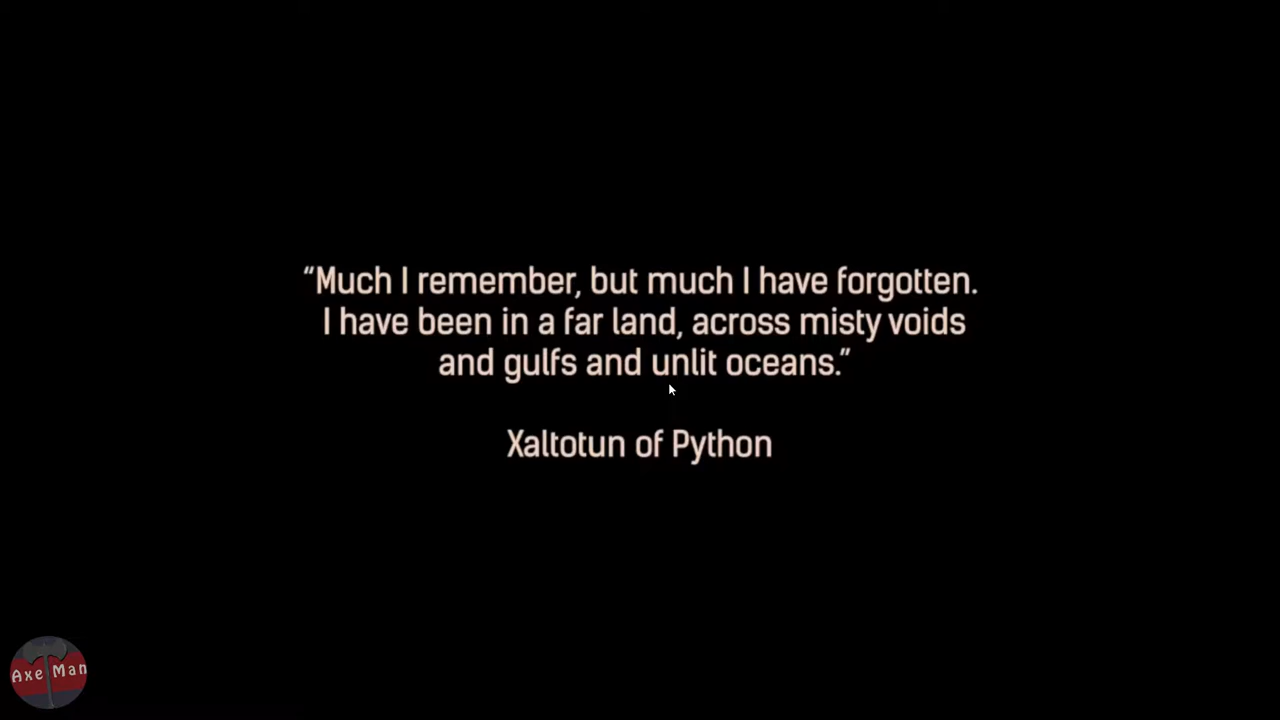 “Much I remember, but much I have forgotten.
I have been in a far land, across misty voids
and gulfs and unlit oceans.”
Xaltotun of Python
Axe Man